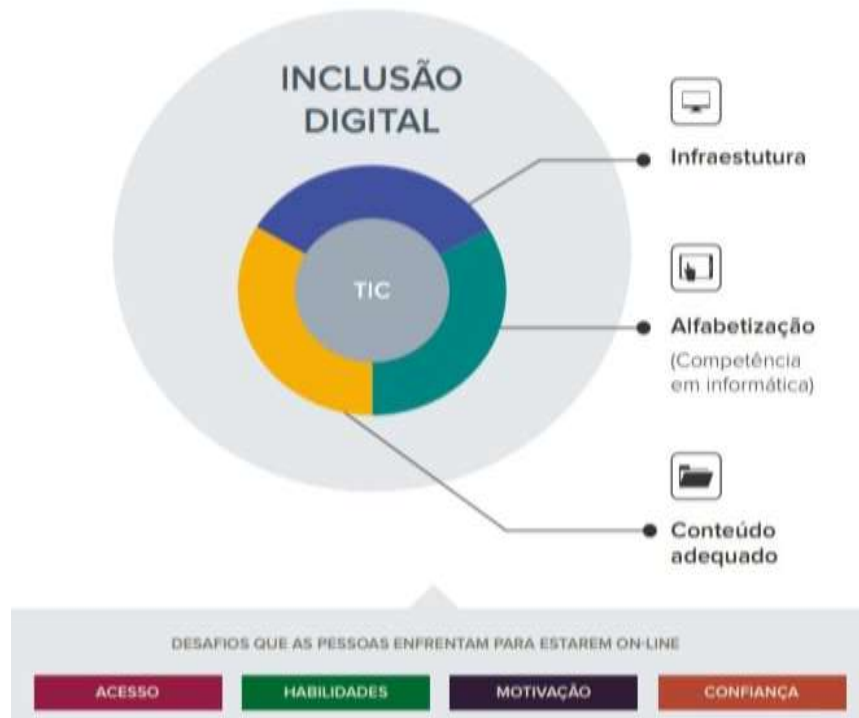 INCLUSÃO
DIGITAL
TIC
Infraestutura
Alfabetização
(Competência
em informática)
Conteúdo
adequado
DESAFIOS QUE AS PESSOAS ENFRENTAM PARA ESTAREM ON-LINE
ACESSO
HABILIDADES
MOTIVAÇÃO
CONFIANÇA